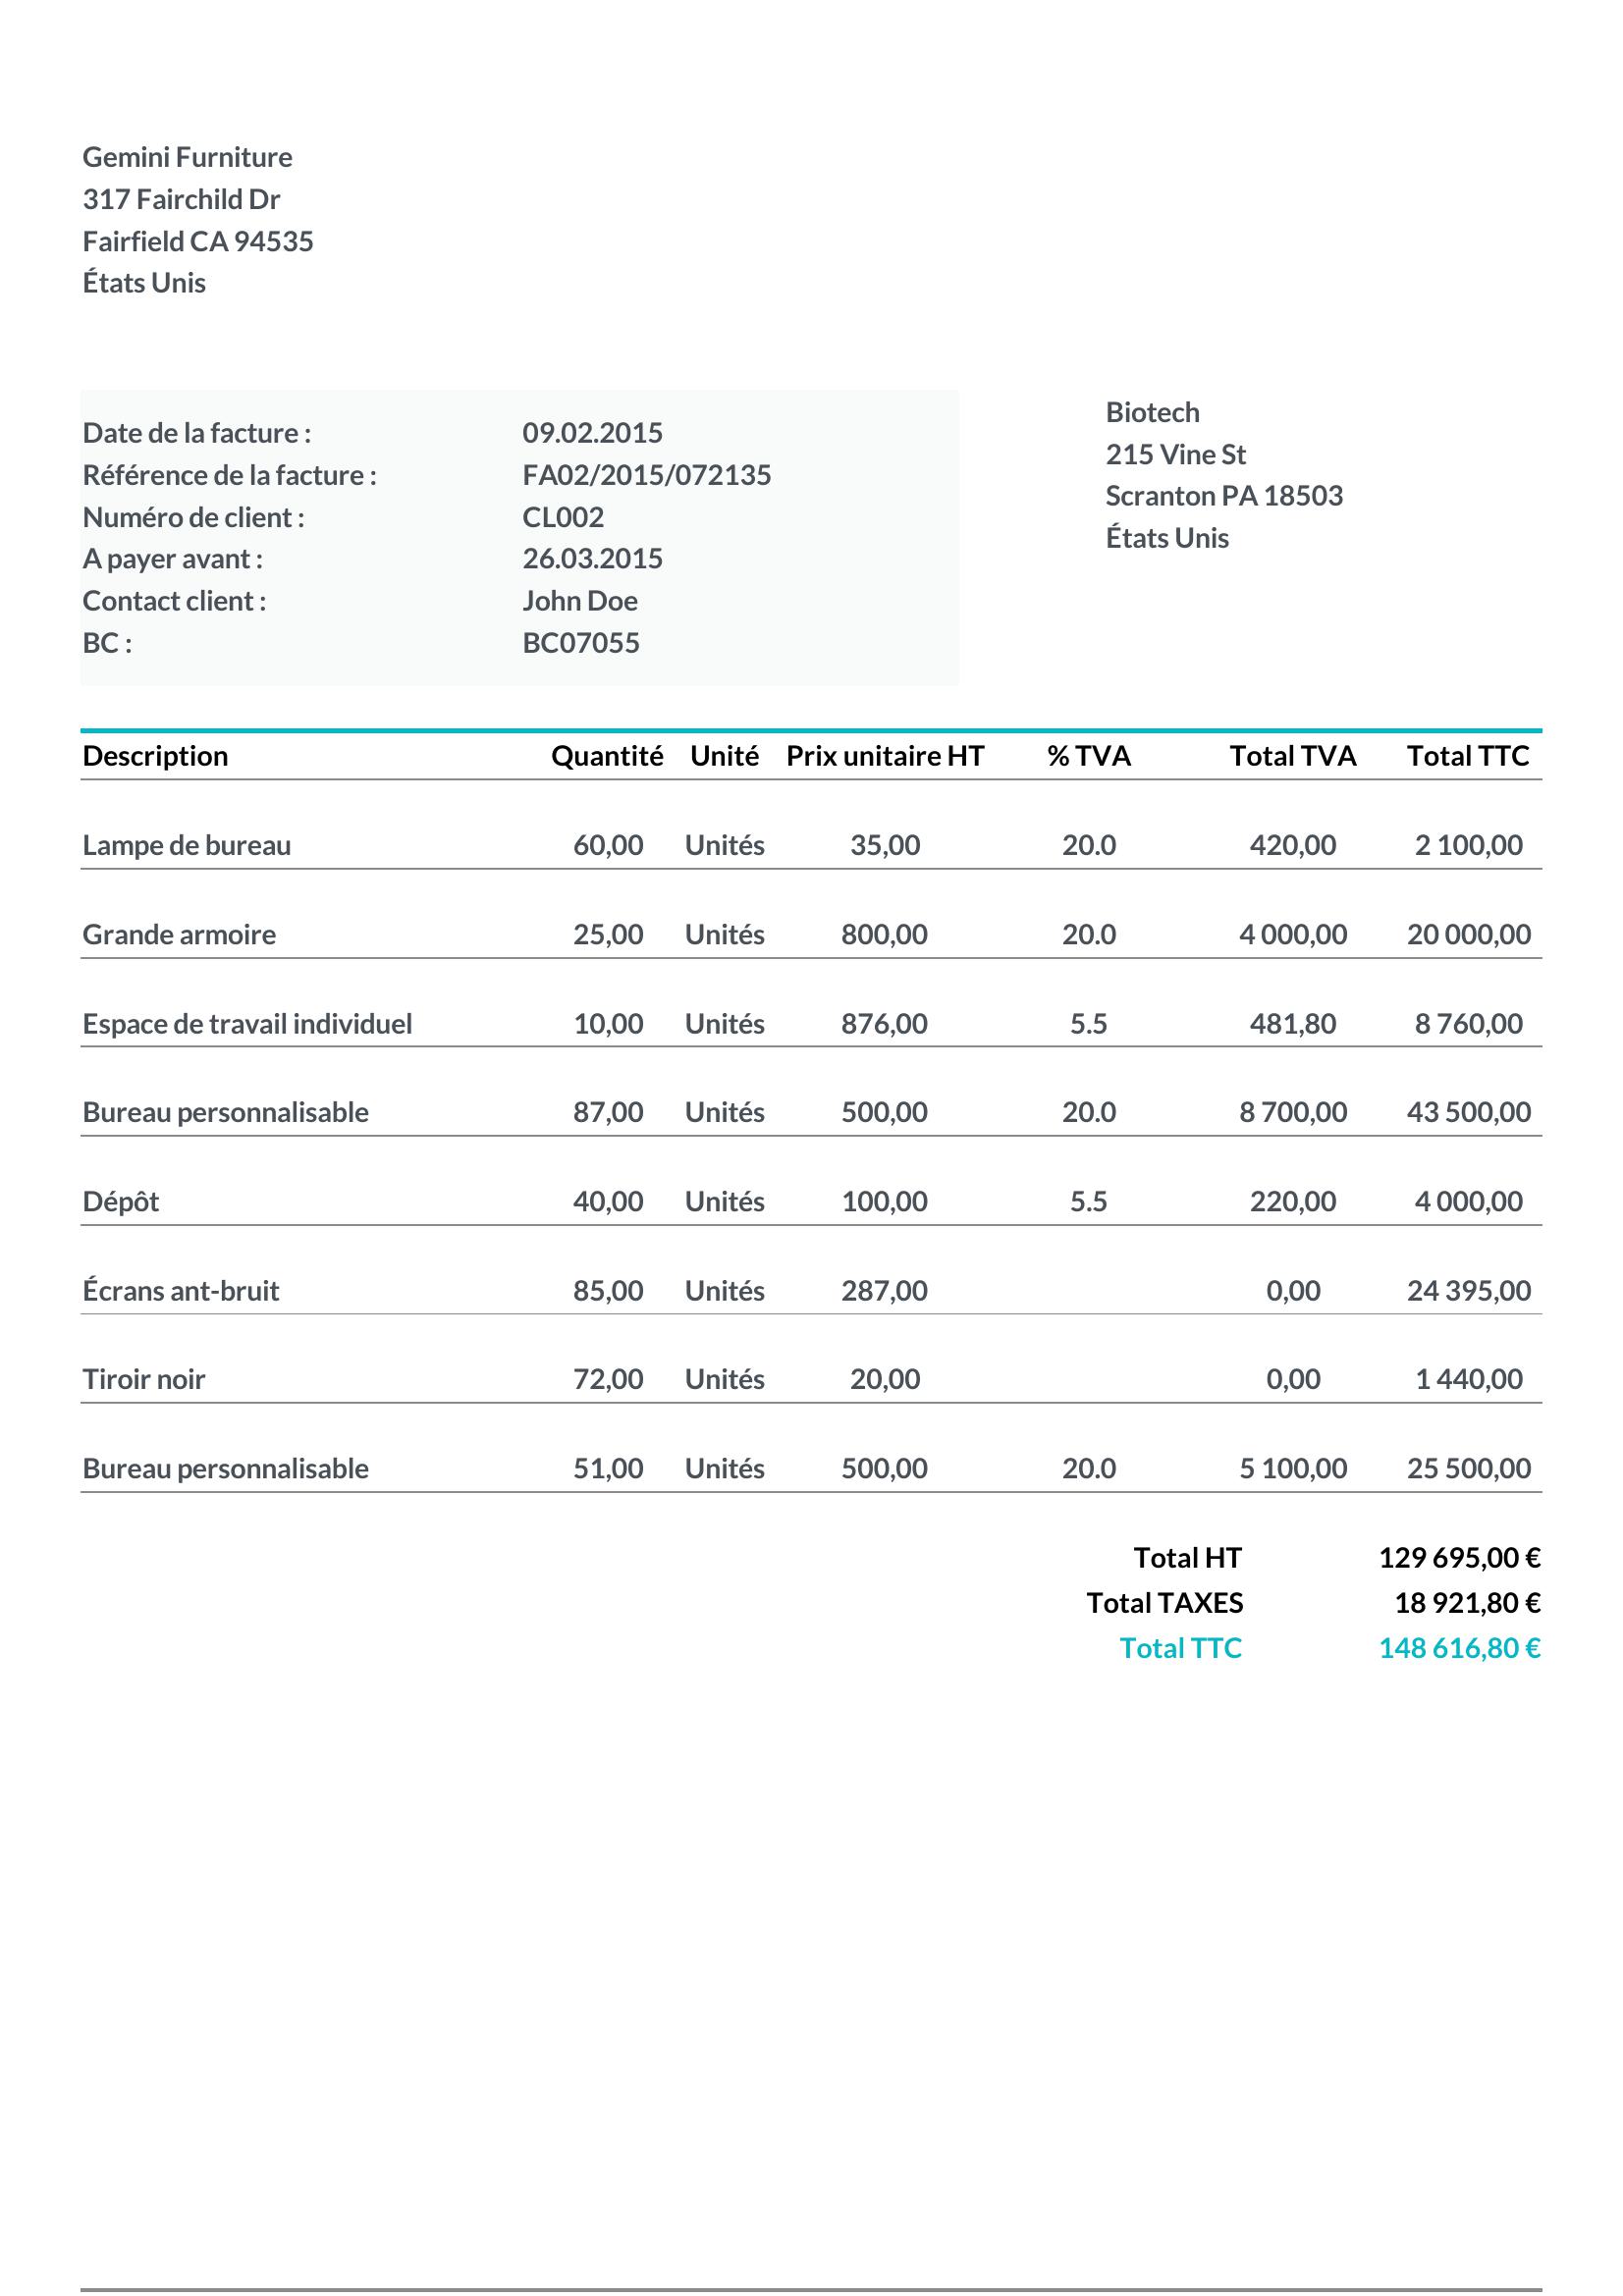 Gemini Furniture
317 Fairchild Dr
Fairfield CA 94535
États Unis
Date de la facture : 09.02.2015
Référence de la facture : FA02/2015/072135
Numéro de client : CL002
A payer avant : 26.03.2015
Contact client : John Doe
BC : BC07055
Biotech
215 Vine St
Scranton PA 18503
États Unis
Description Quantité Unité Prix unitaire HT % TVA Total TVA Total TTC
Lampe de bureau 60,00 Unités 35,00 20.0 420,00 2 100,00
Grande armoire 25,00 Unités 800,00 20.0 4 000,00 20 000,00
Espace de travail individuel 10,00 Unités 876,00 5.5 481,80 8 760,00
Bureau personnalisable 87,00 Unités 500,00 20.0 8 700,00 43 500,00
Dépôt 40,00 Unités 100,00 5.5 220,00 4 000,00
Écrans ant-bruit 85,00 Unités 287,00 0,00 24 395,00
Tiroir noir 72,00 Unités 20,00 0,00 1 440,00
Bureau personnalisable 51,00 Unités 500,00 20.0 5 100,00 25 500,00
Total HT 129 695,00 €
Total TAXES 18 921,80 €
Total TTC 148 616,80 €